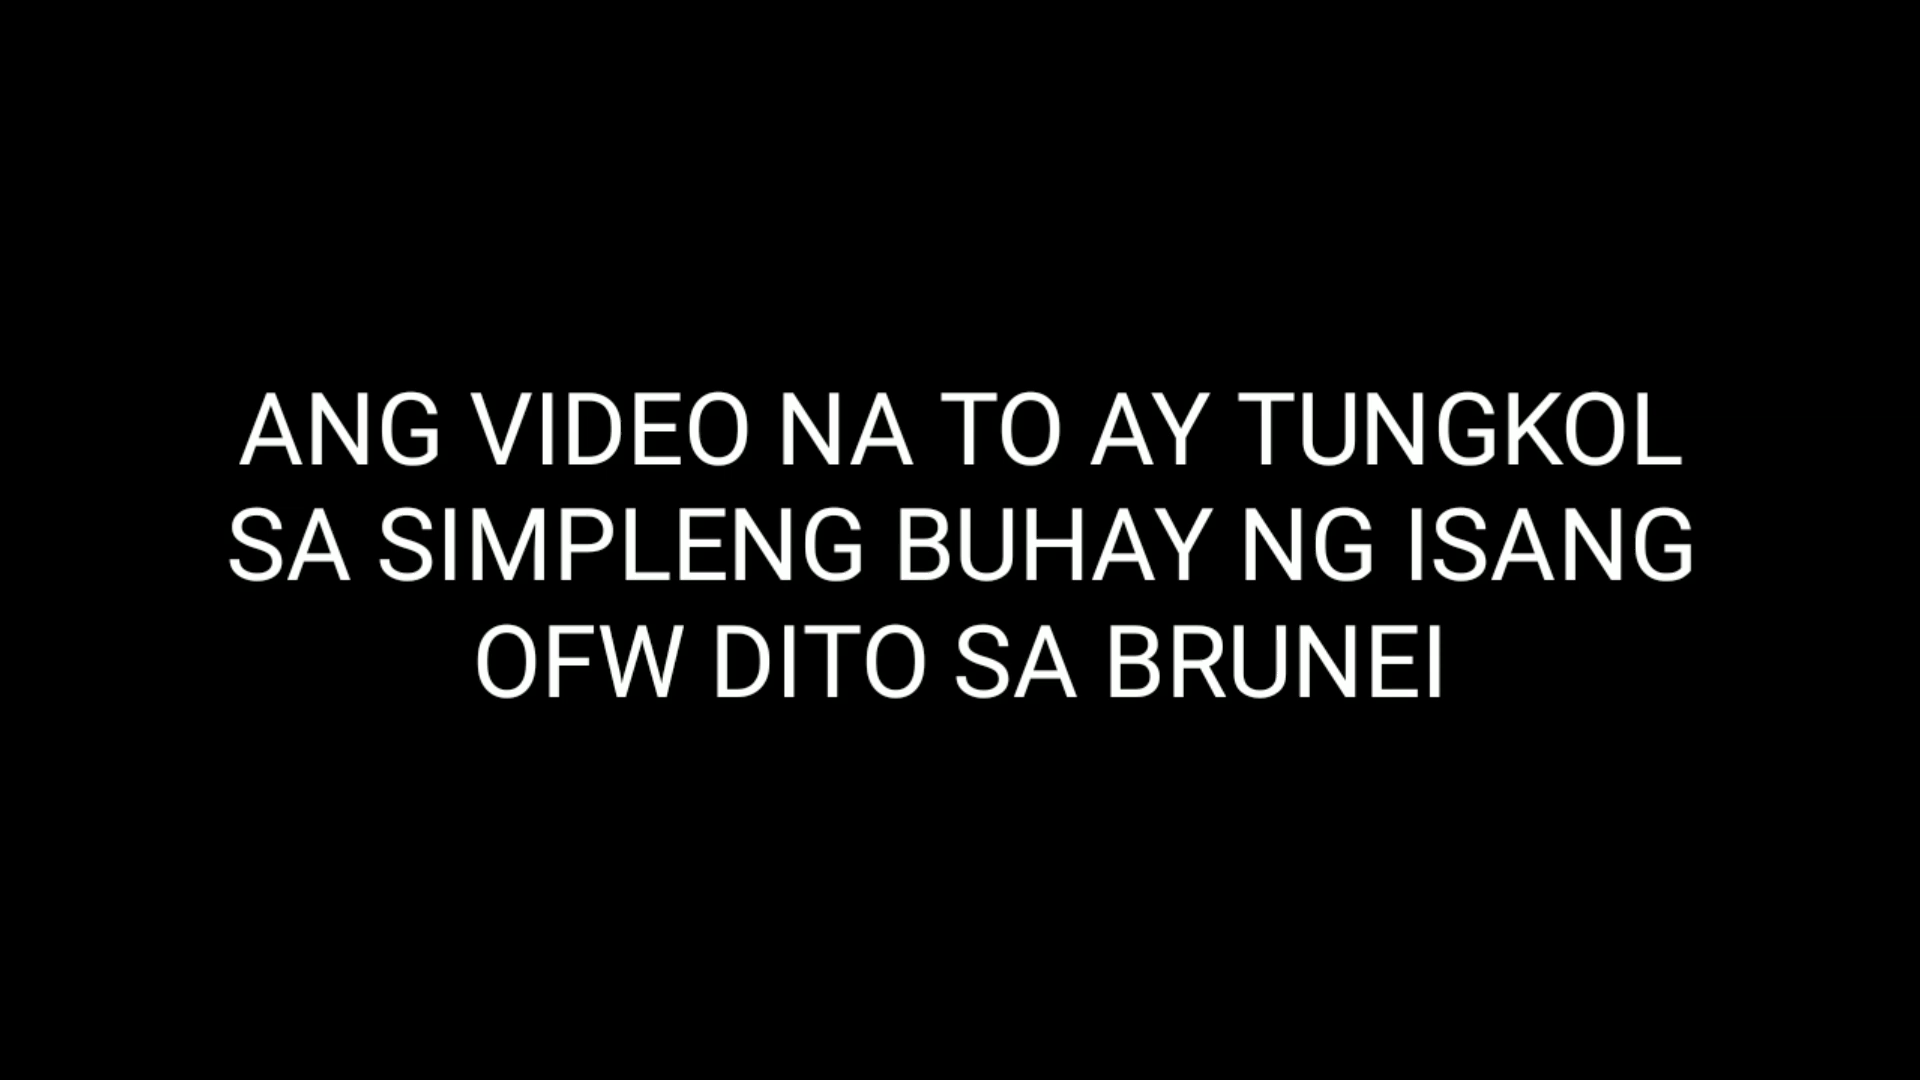 ANG VIDEO NA TO AY TUNGKOL
SA SIMPLENG BUHAY NG ISANG
OFW DITO SA BRUNEI